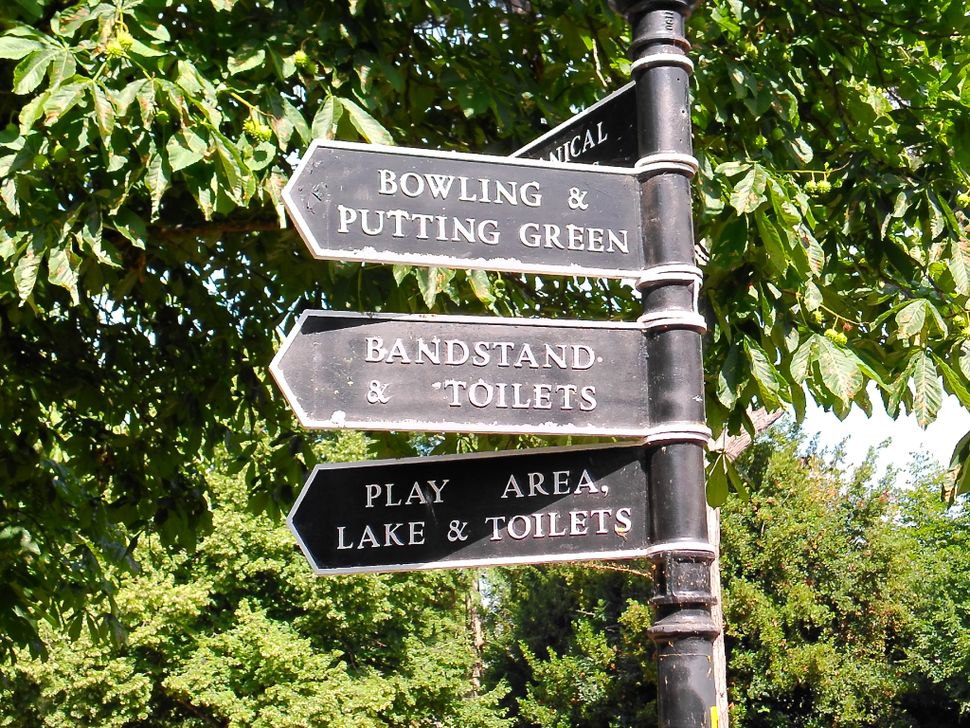 BOWLING &
PUTTING GREEN
BANDSTAND
& TOILETS
PLAY AREA,
LAKE & TOILETS